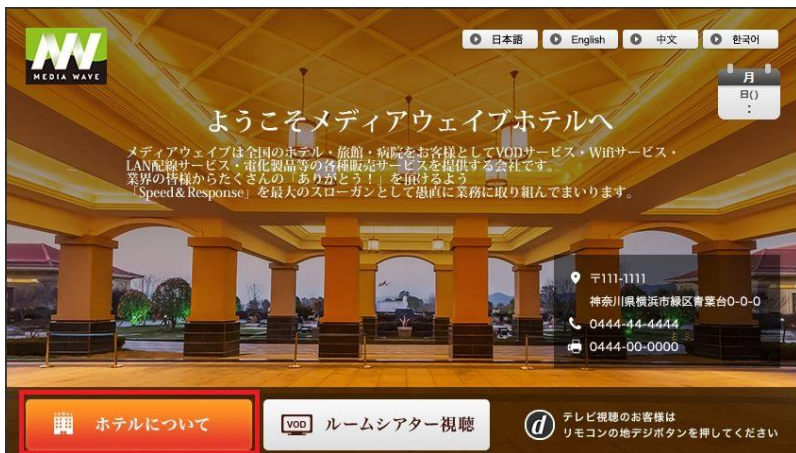 MEDIA WAVE
日本語
English
中文
한국어
月
日()
:
ようこそメディアウェイブホテルへ
メディアウェイブは全国のホテル・旅館・病院をお客様としてVODサービス・Wifiサービス・
LAN配線サービス・電化製品等の各種販売サービスを提供する会社です。
業界の皆様からたくさんの「ありがとう！」を頂けるよう
「Speed＆Response」を最大のスローガンとして愚直に業務に取り組んでまいります。
〒111-1111
神奈川県横浜市緑区青葉台0-0-0
0444-44-4444
0444-00-0000
ホテルについて
VOD ルームシアター視聴
d
テレビ視聴のお客様は
リモコンの地デジボタンを押してください